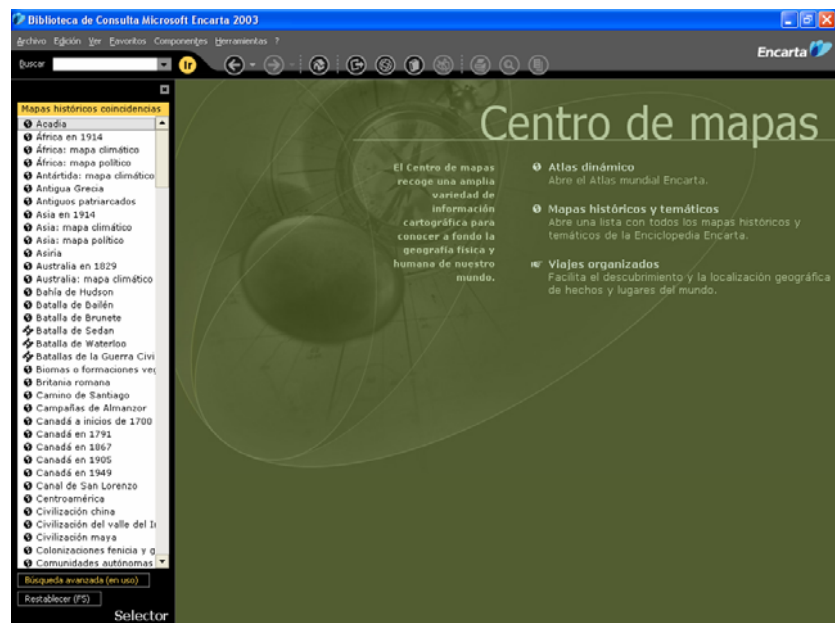 Biblioteca de Consulta Microsoft Encarta 2003
Archivo Edición Ver Favoritos Componentes Herramientas ?
Buscar
Ir
Encarta
Mapas históricos coincidencias
Acadia
África en 1914
África: mapa climático
África: mapa político
Antártida: mapa climático
Antigua Grecia
Antiguos patriarcados
Asia en 1914
Asia: mapa climático
Asia: mapa político
Asiria
Australia en 1829
Australia: mapa climático
Bahía de Hudson
Batalla de Bailén
Batalla de Brunete
Batalla de Sedan
Batalla de Waterloo
Batallas de la Guerra Civi
Biomas o formaciones veg
Britania romana
Camino de Santiago
Campañas de Almanzor
Canadá a inicios de 1700
Canadá en 1791
Canadá en 1867
Canadá en 1905
Canadá en 1949
Canal de San Lorenzo
Centroamérica
Civilización china
Civilización del valle del In
Civilización maya
Colonizaciones fenicia y g
Comunidades autónomas
Búsqueda avanzada (en uso)
Restablecer (F5)
Selector
Centro de mapas
El Centro de mapas
recoge una amplia
variedad de
información
cartográfica para
conocer a fondo la
geografía física y
humana de nuestro
mundo.
Atlas dinámico
Abre el Atlas mundial Encarta.
Mapas históricos y temáticos
Abre una lista con todos los mapas históricos y
temáticos de la Enciclopedia Encarta.
Viajes organizados
Facilita el descubrimiento y la localización geográfica
de hechos y lugares del mundo.